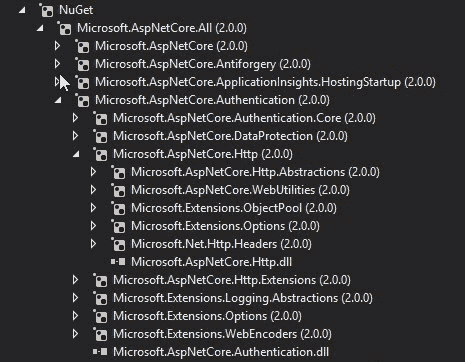 NuGet
Microsoft.AspNetCore.All (2.0.0)
Microsoft.AspNetCore (2.0.0)
Microsoft.AspNetCore.Antiforgery (2.0.0)
Microsoft.AspNetCore.ApplicationInsights.HostingStartup (2.0.0)
Microsoft.AspNetCore.Authentication (2.0.0)
Microsoft.AspNetCore.Authentication.Core (2.0.0)
Microsoft.AspNetCore.DataProtection (2.0.0)
Microsoft.AspNetCore.Http (2.0.0)
Microsoft.AspNetCore.Http.Abstractions (2.0.0)
Microsoft.AspNetCore.WebUtilities (2.0.0)
Microsoft.Extensions.ObjectPool (2.0.0)
Microsoft.Extensions.Options (2.0.0)
Microsoft.Net.Http.Headers (2.0.0)
Microsoft.AspNetCore.Http.dll
Microsoft.AspNetCore.Http.Extensions (2.0.0)
Microsoft.Extensions.Logging.Abstractions (2.0.0)
Microsoft.Extensions.Options (2.0.0)
Microsoft.Extensions.WebEncoders (2.0.0)
Microsoft.AspNetCore.Authentication.dll